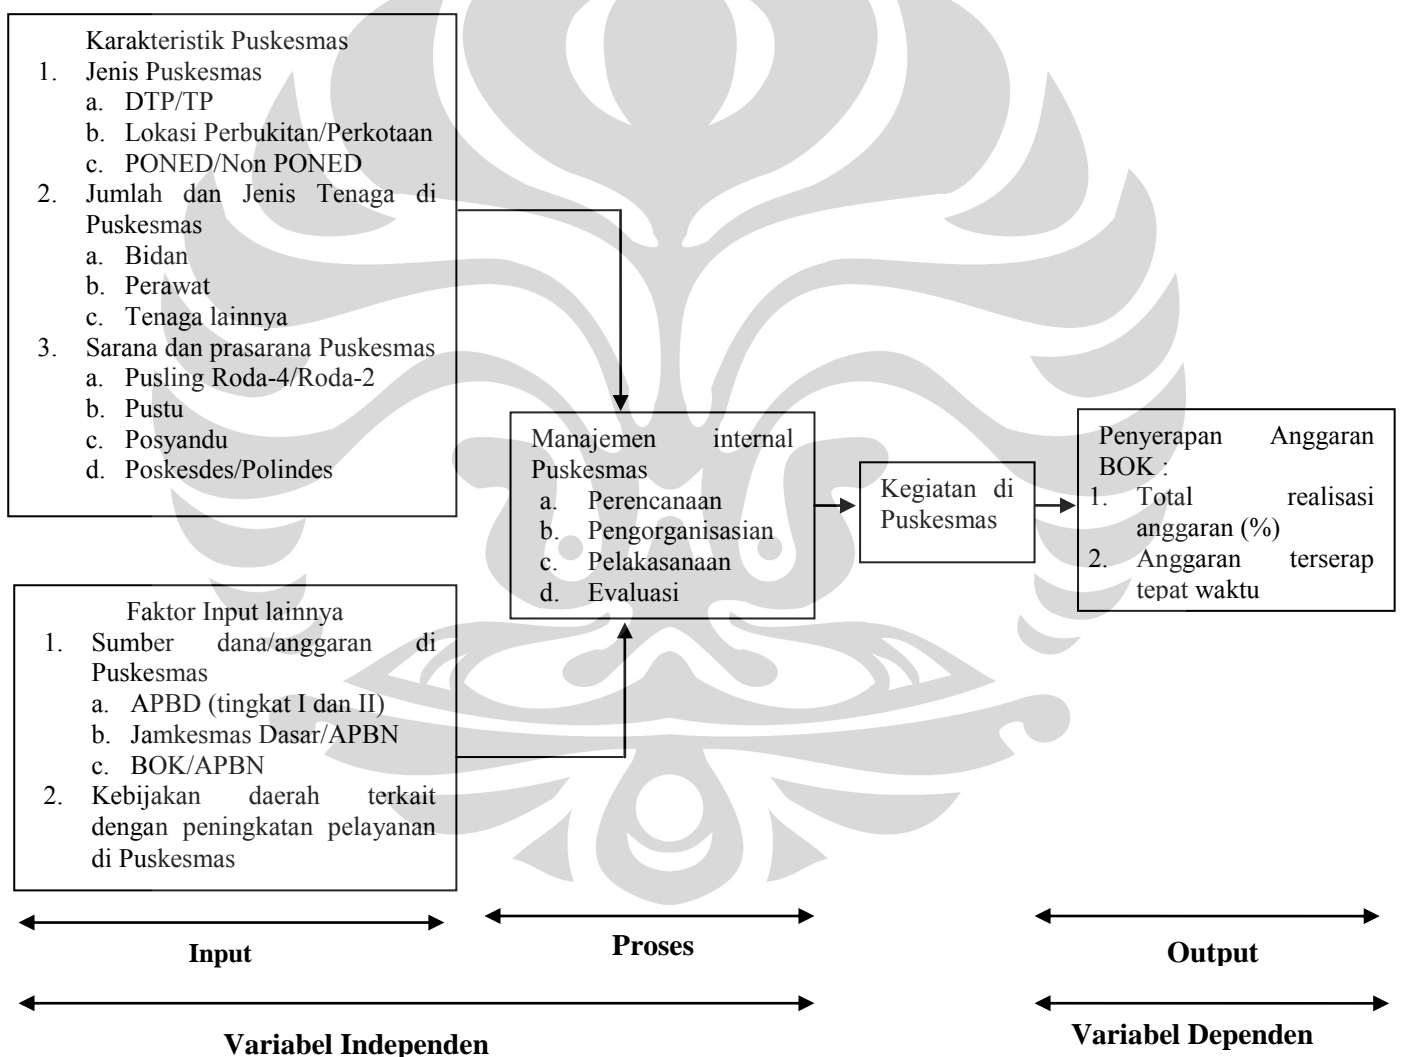 Karakteristik Puskesmas
1. Jenis Puskesmas
a. DTP/TP
b. Lokasi Perbukitan/Perkotaan
c. PONED/Non PONED
2. Jumlah dan Jenis Tenaga di
Puskesmas
a. Bidan
b. Perawat
c. Tenaga lainnya
3. Sarana dan prasarana Puskesmas
a. Pusling Roda-4/Roda-2
b. Pustu
c. Posyandu
d. Poskesdes/Polindes
Faktor Input lainnya
1. Sumber dana/anggaran di
Puskesmas
a. APBD (tingkat I dan II)
b. Jamkesmas Dasar/APBN
c. BOK/APBN
2. Kebijakan daerah terkait
dengan peningkatan pelayanan
di Puskesmas
Manajemen internal
Puskesmas
a. Perencanaan
b. Pengorganisasian
c. Pelakasanaan
d. Evaluasi
Kegiatan di
Puskesmas
Penyerapan Anggaran
BOK :
1. Total realisasi
anggaran (%)
2. Anggaran terserap
tepat waktu
Input
Proses
Output
Variabel Independen
Variabel Dependen